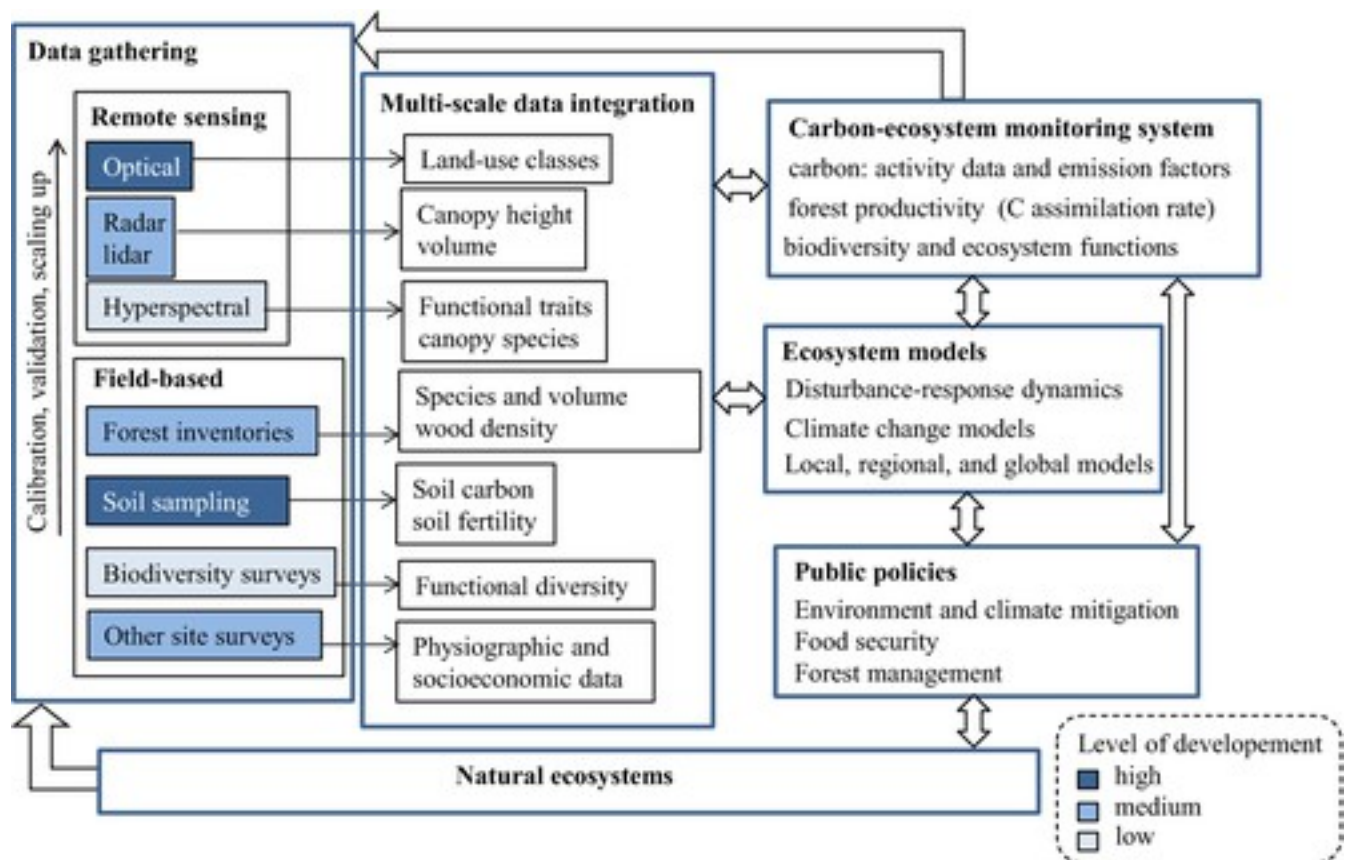 Data gathering
Remote sensing
Optical
Radar
lidar
Hyperspectral
Field-based
Forest inventories
Soil sampling
Biodiversity surveys
Other site surveys
Calibration, validation, scaling up
Multi-scale data integration
Land-use classes
Canopy height
volume
Functional traits
canopy species
Species and volume
wood density
Soil carbon
soil fertility
Functional diversity
Physiographic and
socioeconomic data
Carbon-ecosystem monitoring system
carbon: activity data and emission factors
forest productivity (C assimilation rate)
biodiversity and ecosystem functions
Ecosystem models
Disturbance-response dynamics
Climate change models
Local, regional, and global models
Public policies
Environment and climate mitigation
Food security
Forest management
Natural ecosystems
Level of developement
high
medium
low